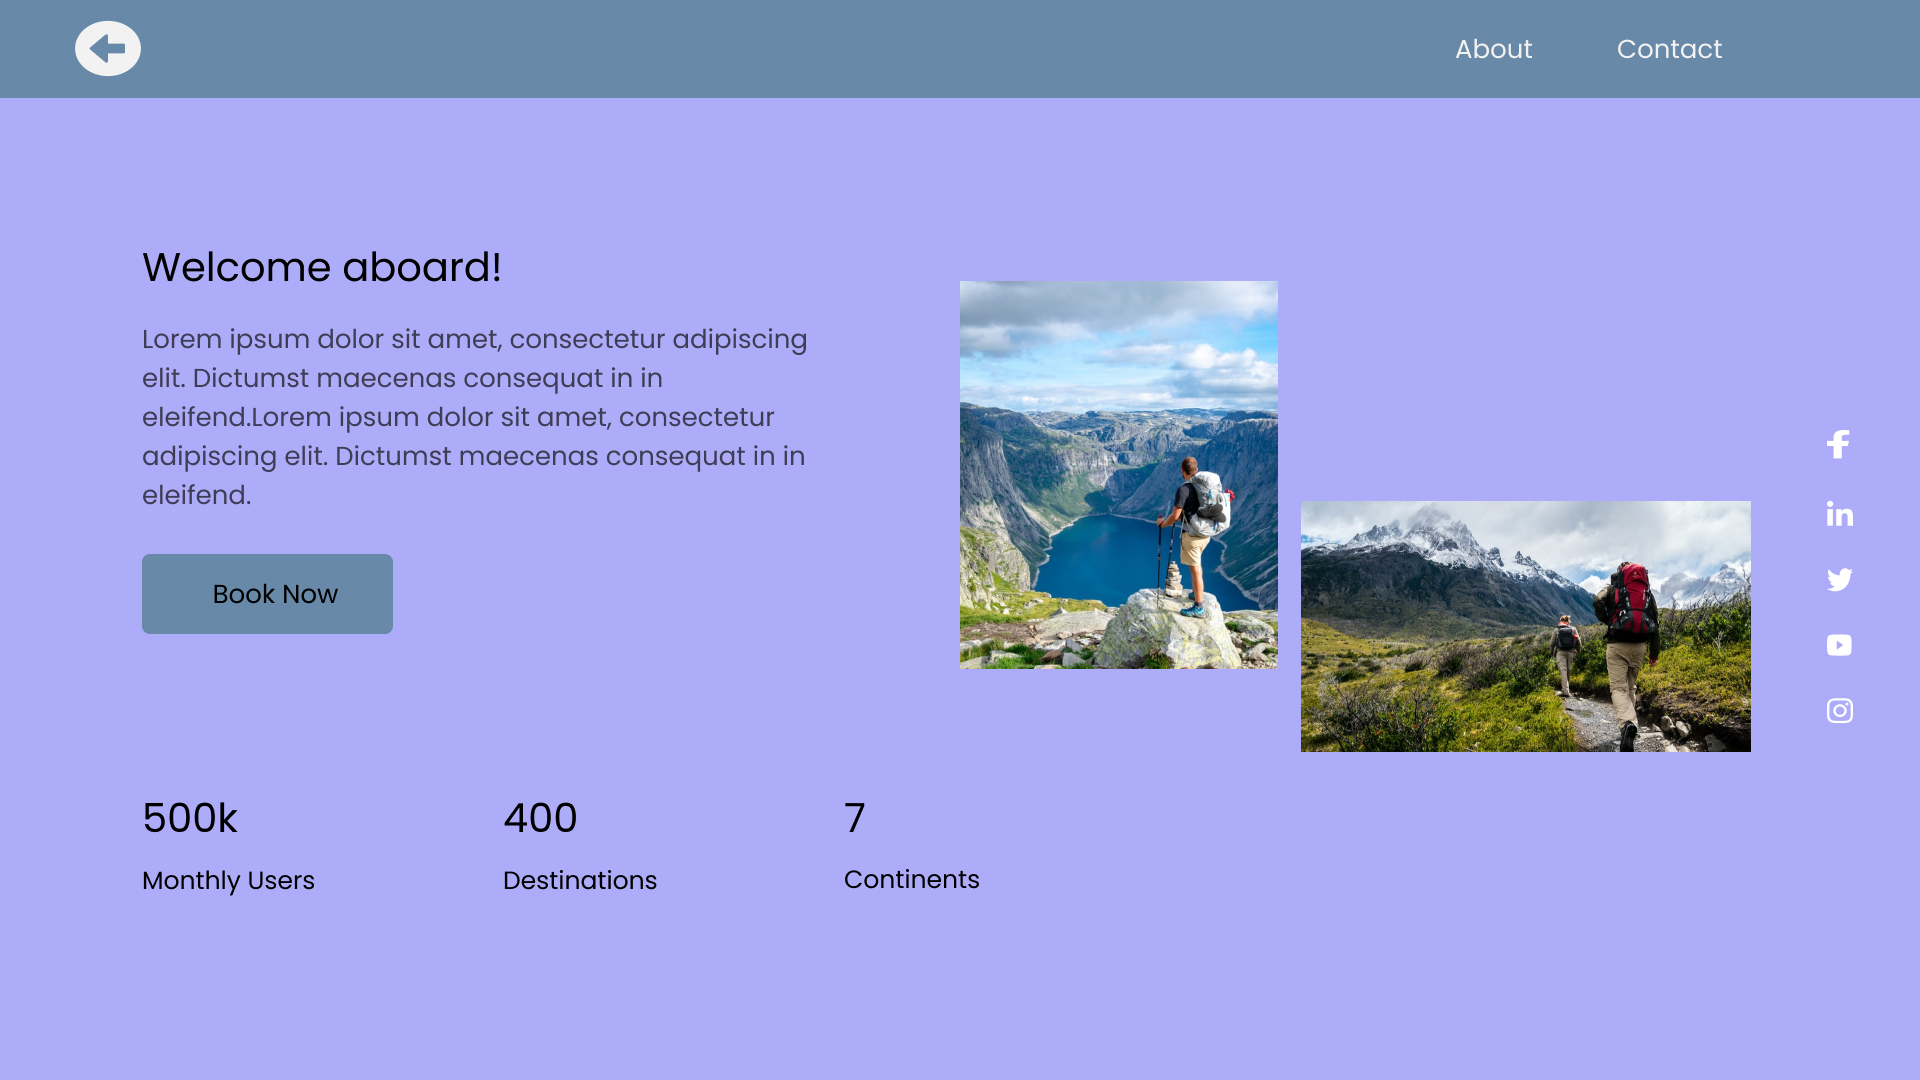 About
Contact
Welcome aboard!
Lorem ipsum dolor sit amet, consectetur adipiscing
elit. Dictumst maecenas consequat in in
eleifend.Lorem ipsum dolor sit amet, consectetur
adipiscing elit. Dictumst maecenas consequat in in
eleifend.
Book Now
500k
Monthly Users
400
Destinations
7
Continents